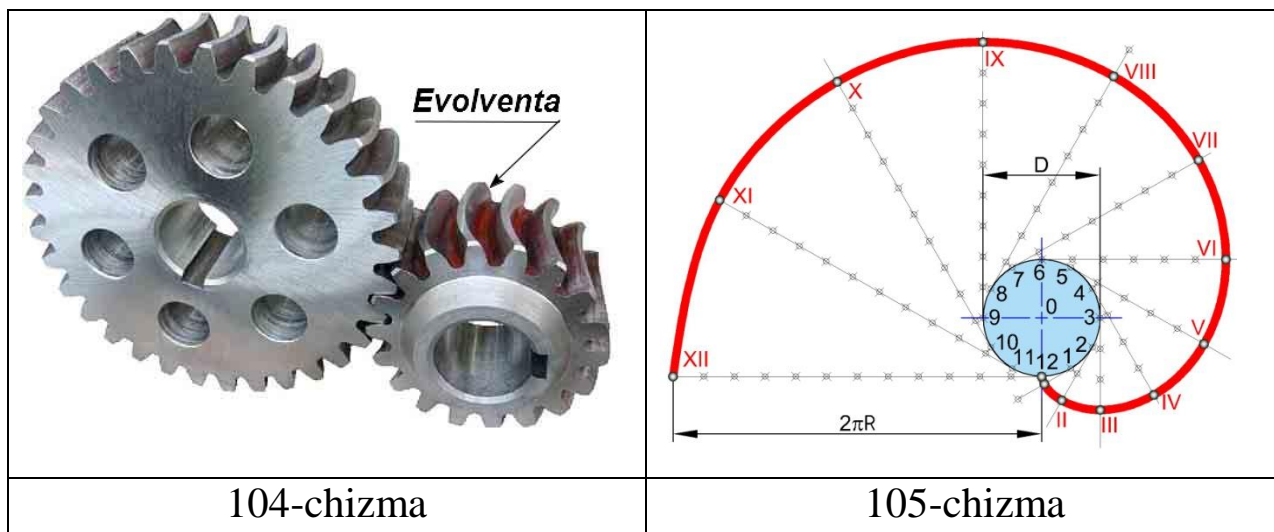 Evolventa
IX
X
VIII
VII
D
XI
VI
6
7 5
8 4
0
9 3
10 2
11 1
12
V
XII
IV
II
III
2πR
104-chizma
105-chizma